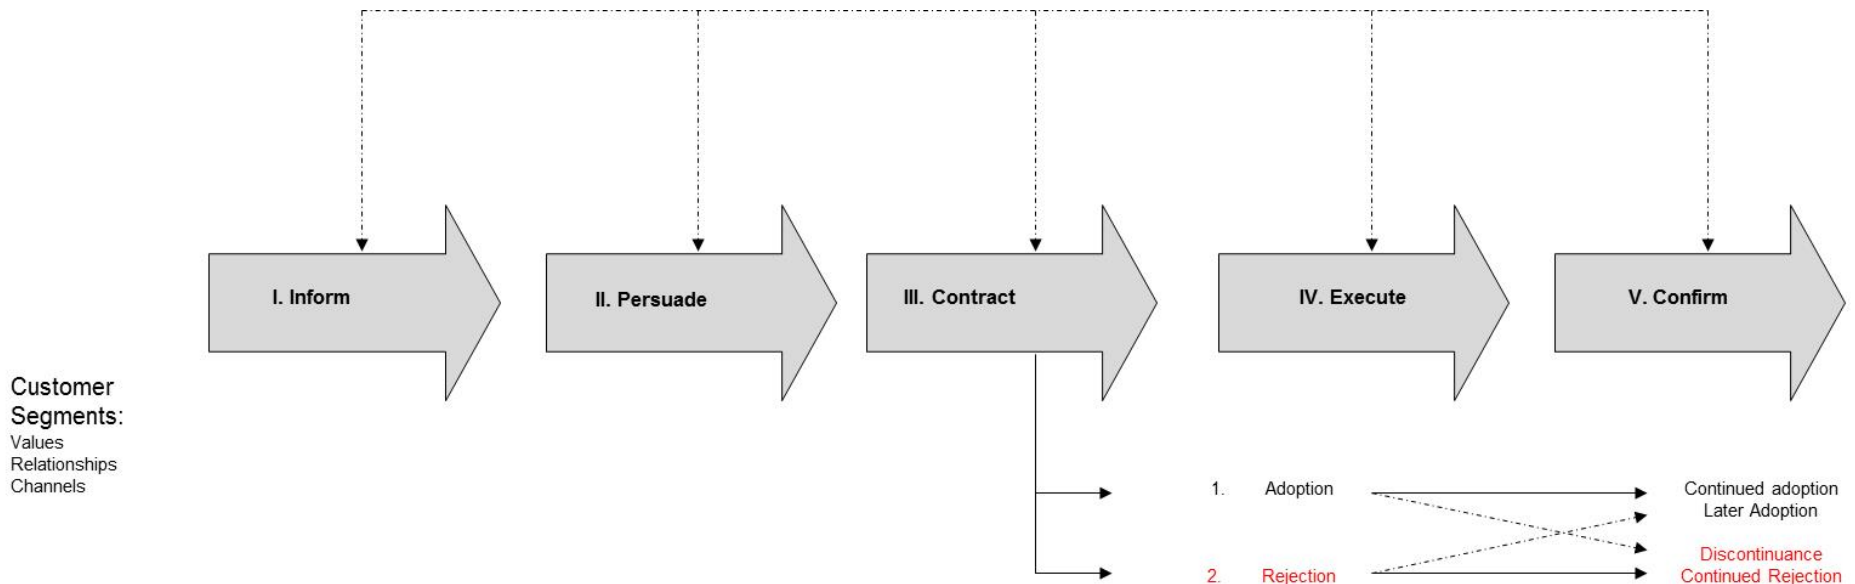 I. Inform
II. Persuade
III. Contract
IV. Execute
V. Confirm
Customer
Segments:
Values
Relationships
Channels
1. Adoption
Continued adoption
Later Adoption
Discontinuance
2. Rejection
Continued Rejection